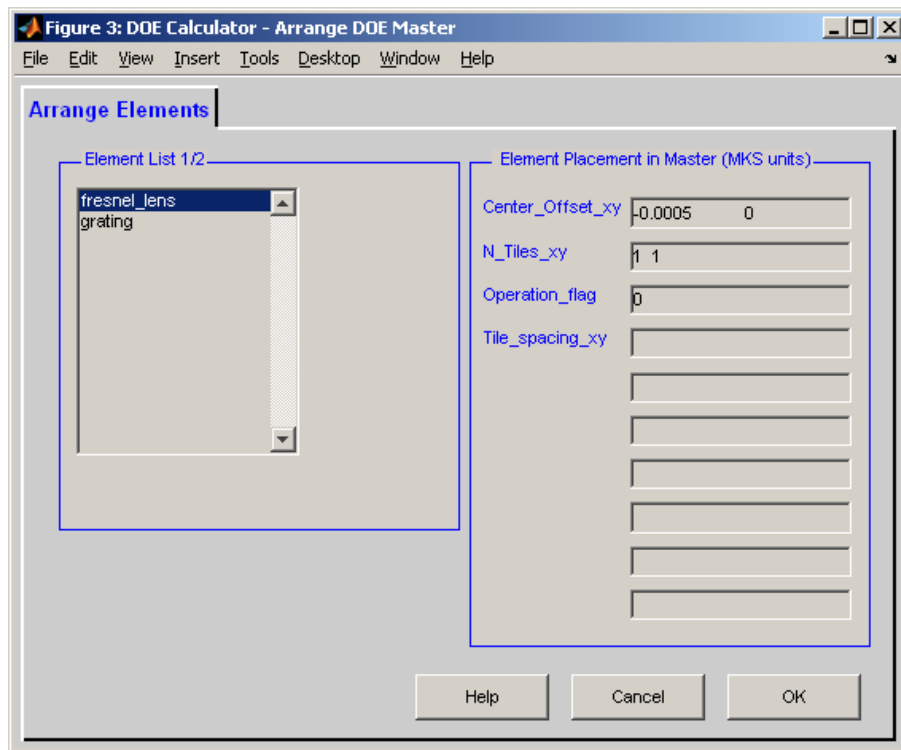 Figure 3: DOE Calculator - Arrange DOE Master
File Edit View Insert Tools Desktop Window Help
Arrange Elements
Element List 1/2
fresnel_lens
grating
Element Placement in Master (MKS units)
Center_Offset_xy -0.0005 0
N_Tiles_xy 1 1
Operation_flag 0
Tile_spacing_xy
Help Cancel OK